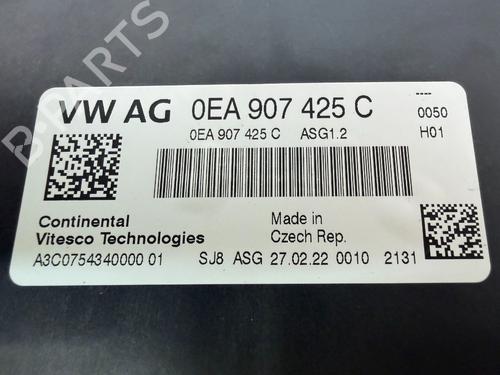 B-PARTS
VW AG 0EA 907 425 C
----
0050
0EA 907 425 C ASG1.2 H01
Continental
Vitesco Technologies
Made in
Czech Rep.
A3C0754340000 01 SJ8 ASG 27.02.22 0010 2131